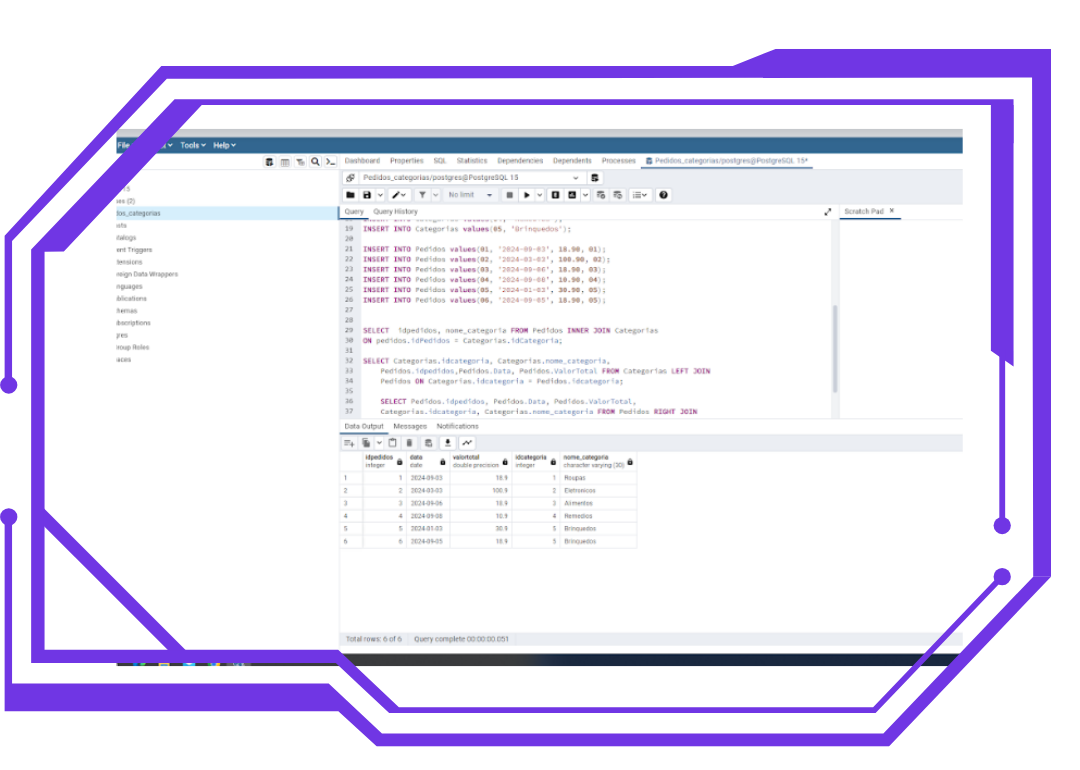 File
Tools Help
Dashboard Properties SQL Statistics Dependencies Dependents Processes Pedidos_categorias/postgres@PostgreSQL 15*
Pedidos_categorias/postgres@PostgreSQL 15
No limit
Query Query History
Scratch Pad ×
es (2)
dos_categorias
sts
talogs
ent Triggers
tensions
reign Data Wrappers
nguages
blications
hemas
bscriptions
oup Roles
aces
19 INSERT INTO Categorias values(05, 'Brinquedos');
20
21 INSERT INTO Pedidos values(01, '2024-09-03', 18.90, 01);
22 INSERT INTO Pedidos values(02, '2024-03-03', 100.90, 02);
23 INSERT INTO Pedidos values(03, '2024-09-06', 18.90, 03);
24 INSERT INTO Pedidos values(04, '2024-09-08', 10.90, 04);
25 INSERT INTO Pedidos values(05, '2024-01-03', 30.90, 05);
26 INSERT INTO Pedidos values(06, '2024-09-05', 18.90, 05);
27
28
29 SELECT idpedidos, nome_categoria FROM Pedidos INNER JOIN Categorias
30 ON pedidos.idPedidos = Categorias.idCategoria;
31
32 SELECT Categorias.idcategoria, Categorias.nome_categoria,
33 Pedidos.idpedidos,Pedidos.Data, Pedidos.ValorTotal FROM Categorias LEFT JOIN
34 Pedidos ON Categorias.idcategoria = Pedidos.idcategoria;
35
36 SELECT Pedidos.idpedidos, Pedidos.Data, Pedidos.ValorTotal,
37 Categorias.idcategoria, Categorias.nome_categoria FROM Pedidos RIGHT JOIN
Data Output Messages Notifications
idpedidos data valortotal idcategoria nome_categoria
integer date double precision integer character varying (30)
1 1 2024-09-03 18.9 1 Roupas
2 2 2024-03-03 100.9 2 Eletronicos
3 3 2024-09-06 18.9 3 Alimentos
4 4 2024-09-08 10.9 4 Remedios
5 5 2024-01-03 30.9 5 Brinquedos
6 6 2024-09-05 18.9 5 Brinquedos
Total rows: 6 of 6 Query complete 00:00:00.051